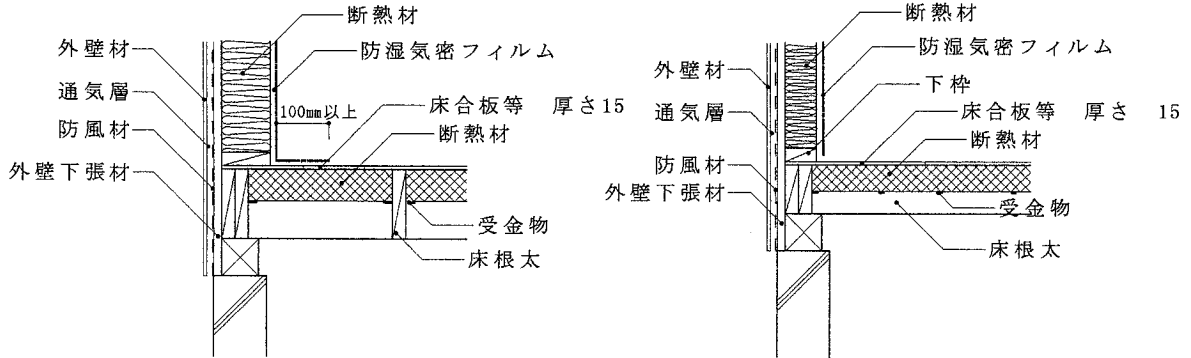 断熱材
外壁材
防湿気密フィルム
通気層
100mm以上
床合板等 厚さ15
防風材
断熱材
外壁下張材
受金物
床根太
断熱材
防湿気密フィルム
外壁材
下枠
通気層
床合板等 厚さ 15
断熱材
防風材
外壁下張材
受金物
床根太